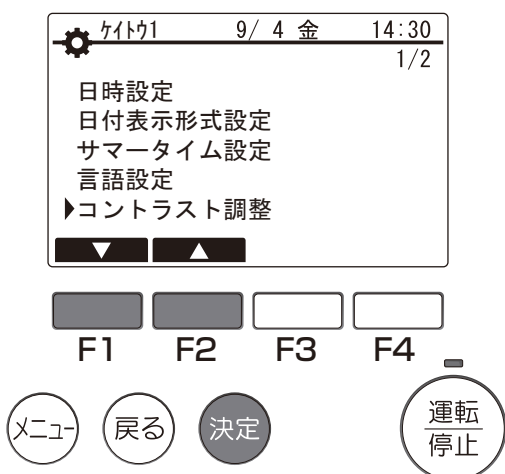 ｹｲﾄｳ1 9/ 4 金 14:30
1/2
日時設定
日付表示形式設定
サマータイム設定
言語設定
コントラスト調整
F1 F2 F3 F4
メニュー 戻る 決定
運転
停止